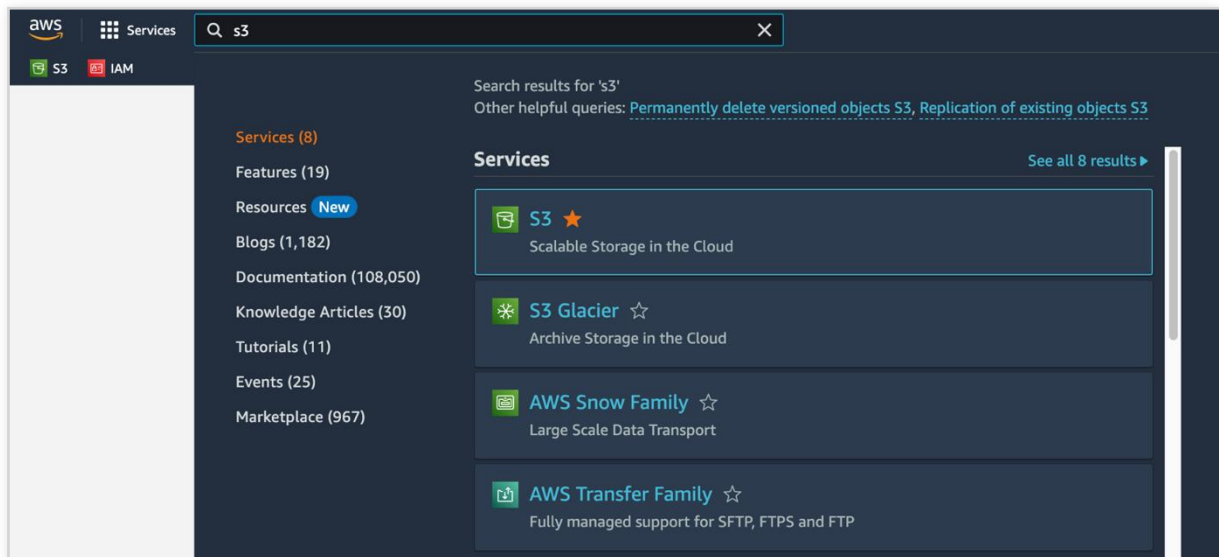 aws
Services
s3
S3
IAM
Search results for 's3'
Other helpful queries: Permanently delete versioned objects S3, Replication of existing objects S3
Services (8)
Features (19)
Resources New
Blogs (1,182)
Documentation (108,050)
Knowledge Articles (30)
Tutorials (11)
Events (25)
Marketplace (967)
Services
See all 8 results
S3
Scalable Storage in the Cloud
S3 Glacier
Archive Storage in the Cloud
AWS Snow Family
Large Scale Data Transport
AWS Transfer Family
Fully managed support for SFTP, FTPS and FTP